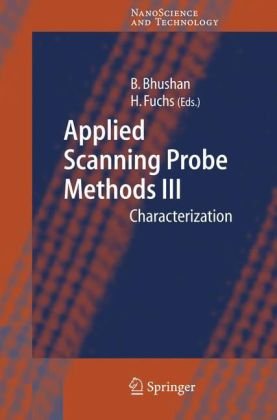 NANOSCIENCE AND TECHNOLOGY
B. Bhushan
H. Fuchs (Eds.)
Applied
Scanning Probe
Methods III
Characterization
Springer